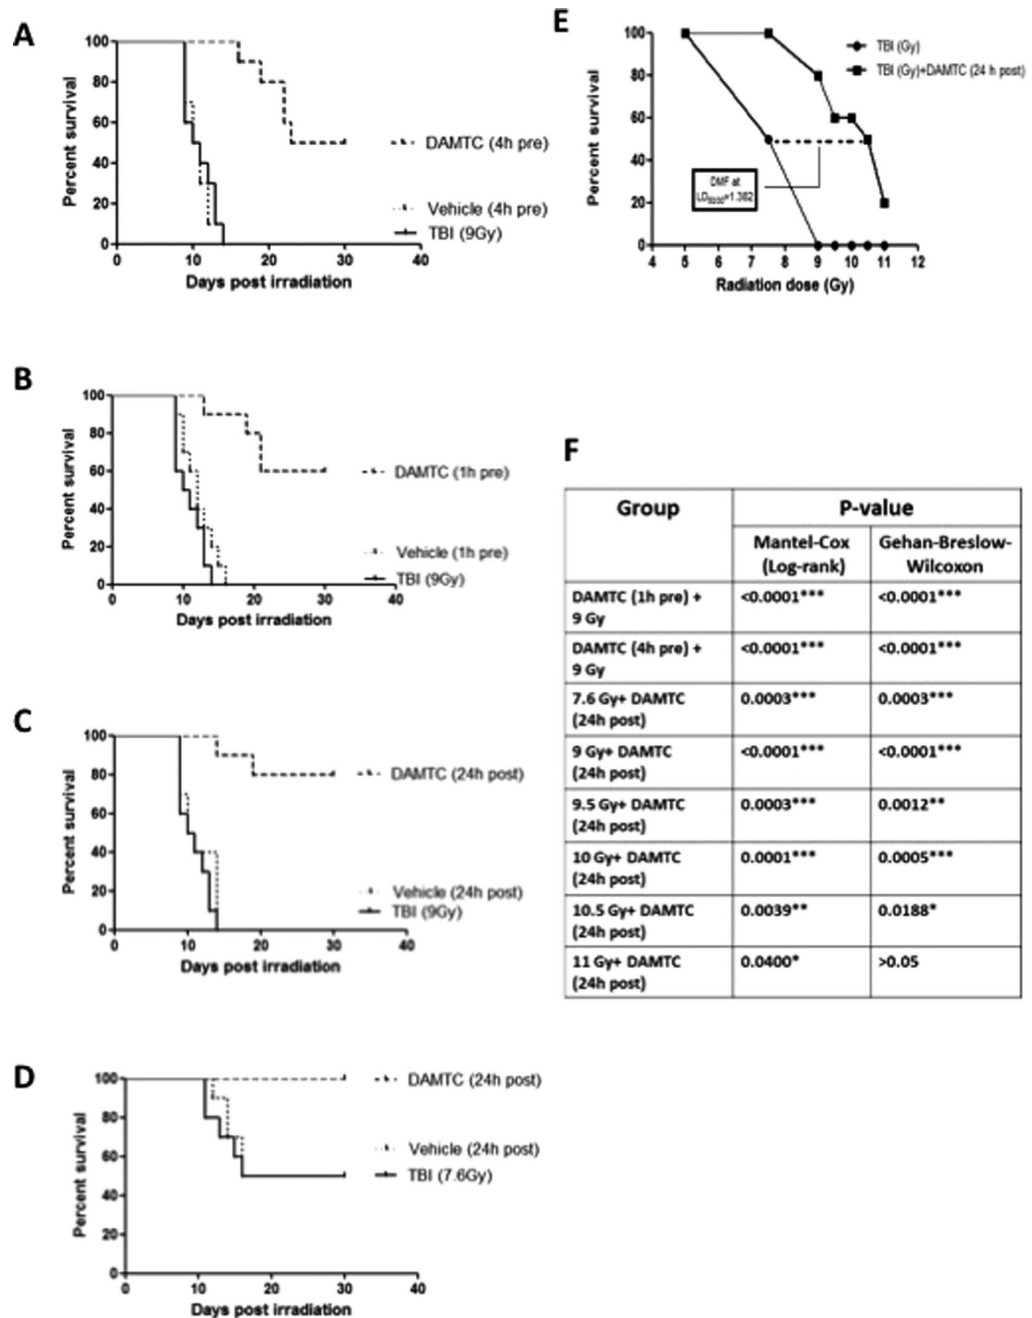 A
100
80
60
40
20
0
Percent survival
0 10 20 30 40
Days post irradiation
DAMTC (4h pre)
Vehicle (4h pre)
TBI (9Gy)
E
100
80
60
40
20
0
Percent survival
4 5 6 7 8 9 10 11 12
Radiation dose (Gy)
TBI (Gy)
TBI (Gy)+DAMTC (24 h post)
DMF at
B
100
80
60
40
20
0
Percent survival
0 10 20 30 40
Days post irradiation
DAMTC (1h pre)
Vehicle (1h pre)
TBI (9Gy)
F
Group P-value
Mantel-Cox (Log-rank) Gehan-Breslow-Wilcoxon
DAMTC (1h pre) + <0.0001*** <0.0001***
9 Gy
DAMTC (4h pre) + <0.0001*** <0.0001***
9 Gy
7.6 Gy+ DAMTC 0.0003*** 0.0003***
(24h post)
9 Gy+ DAMTC <0.0001*** <0.0001***
(24h post)
9.5 Gy+ DAMTC 0.0003*** 0.0012**
(24h post)
10 Gy+ DAMTC 0.0001*** 0.0005***
(24h post)
10.5 Gy+ DAMTC 0.0039** 0.0188*
(24h post)
11 Gy+ DAMTC 0.0400* >0.05
(24h post)
C
100
80
60
40
20
0
Percent survival
0 10 20 30 40
Days post irradiation
DAMTC (24h post)
Vehicle (24h post)
TBI (9Gy)
D
100
80
60
40
20
0
Percent survival
0 10 20 30 40
Days post irradiation
DAMTC (24h post)
Vehicle (24h post)
TBI (7.6Gy)